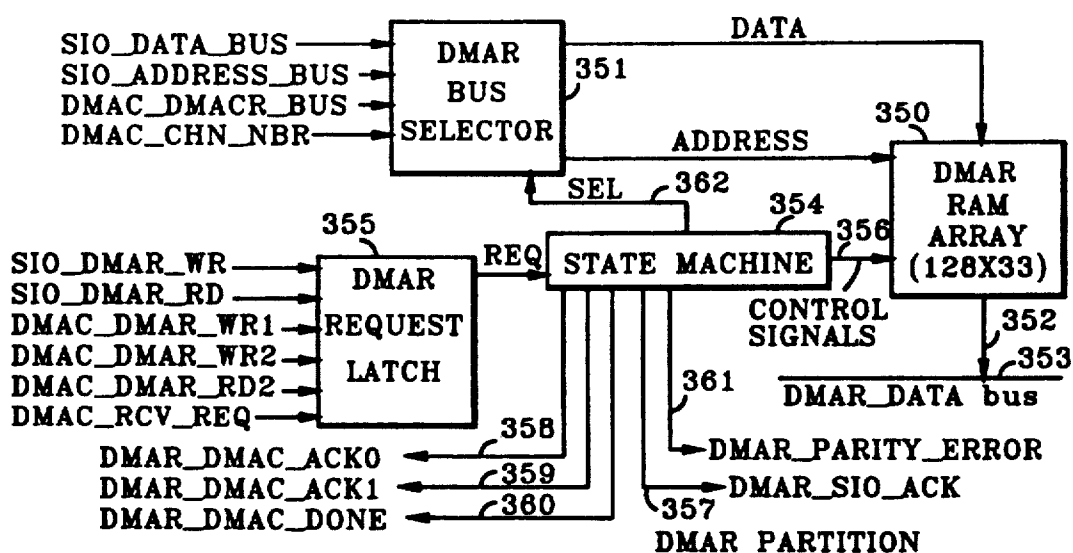 SIO_DATA_BUS
SIO_ADDRESS_BUS
DMAC_DMACR_BUS
DMAC_CHN_NBR
DMAR
BUS
SELECTOR
351
DATA
ADDRESS
350
DMAR
RAM
ARRAY
(128X33)
SEL
362
354
355
SIO_DMAR_WR
SIO_DMAR_RD
DMAC_DMAR_WR1
DMAC_DMAR_WR2
DMAC_DMAR_RD2
DMAC_RCV_REQ
DMAR
REQUEST
LATCH
REQ
STATE MACHINE
356
CONTROL
SIGNALS
352
353
DMAR_DATA bus
361
358
DMAR_DMAC_ACK0
359
DMAR_DMAC_ACK1
360
DMAR_DMAC_DONE
DMAR_PARITY_ERROR
DMAR_SIO_ACK
357
DMAR PARTITION